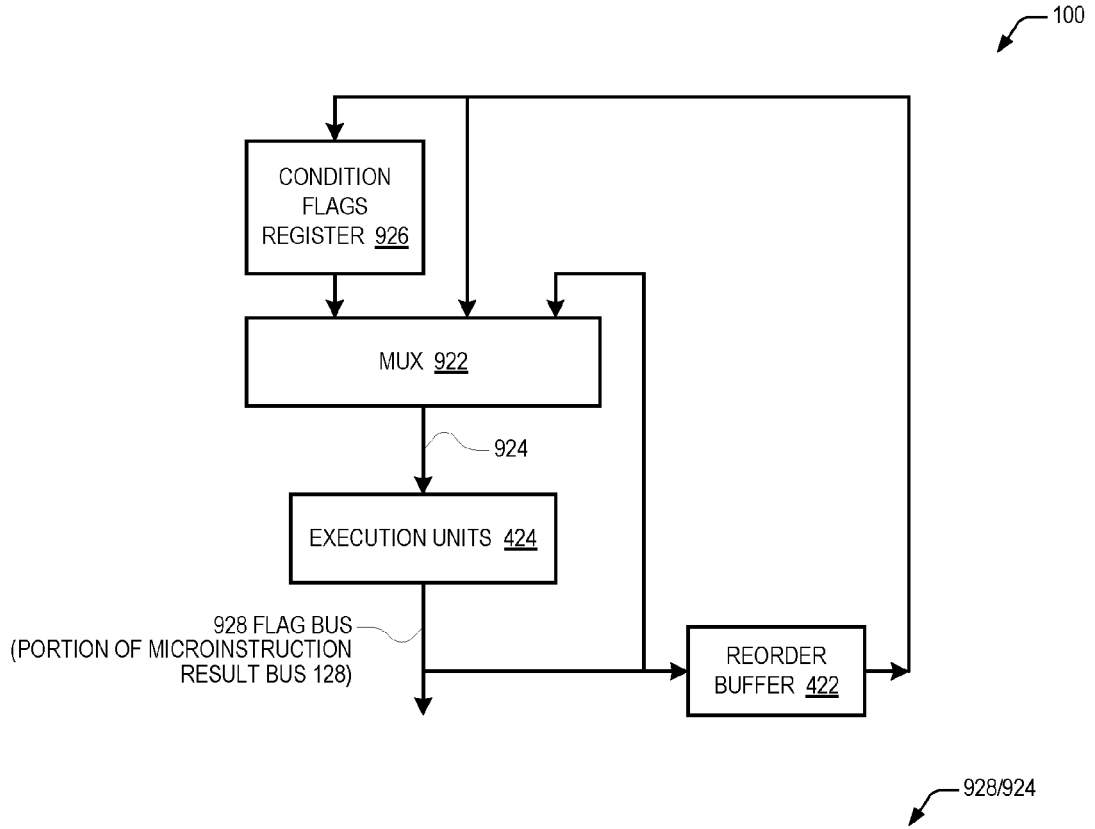 100
CONDITION
FLAGS
REGISTER 926
MUX 922
924
EXECUTION UNITS 424
928 FLAG BUS
(PORTION OF MICROINSTRUCTION
RESULT BUS 128)
REORDER
BUFFER 422
928/924